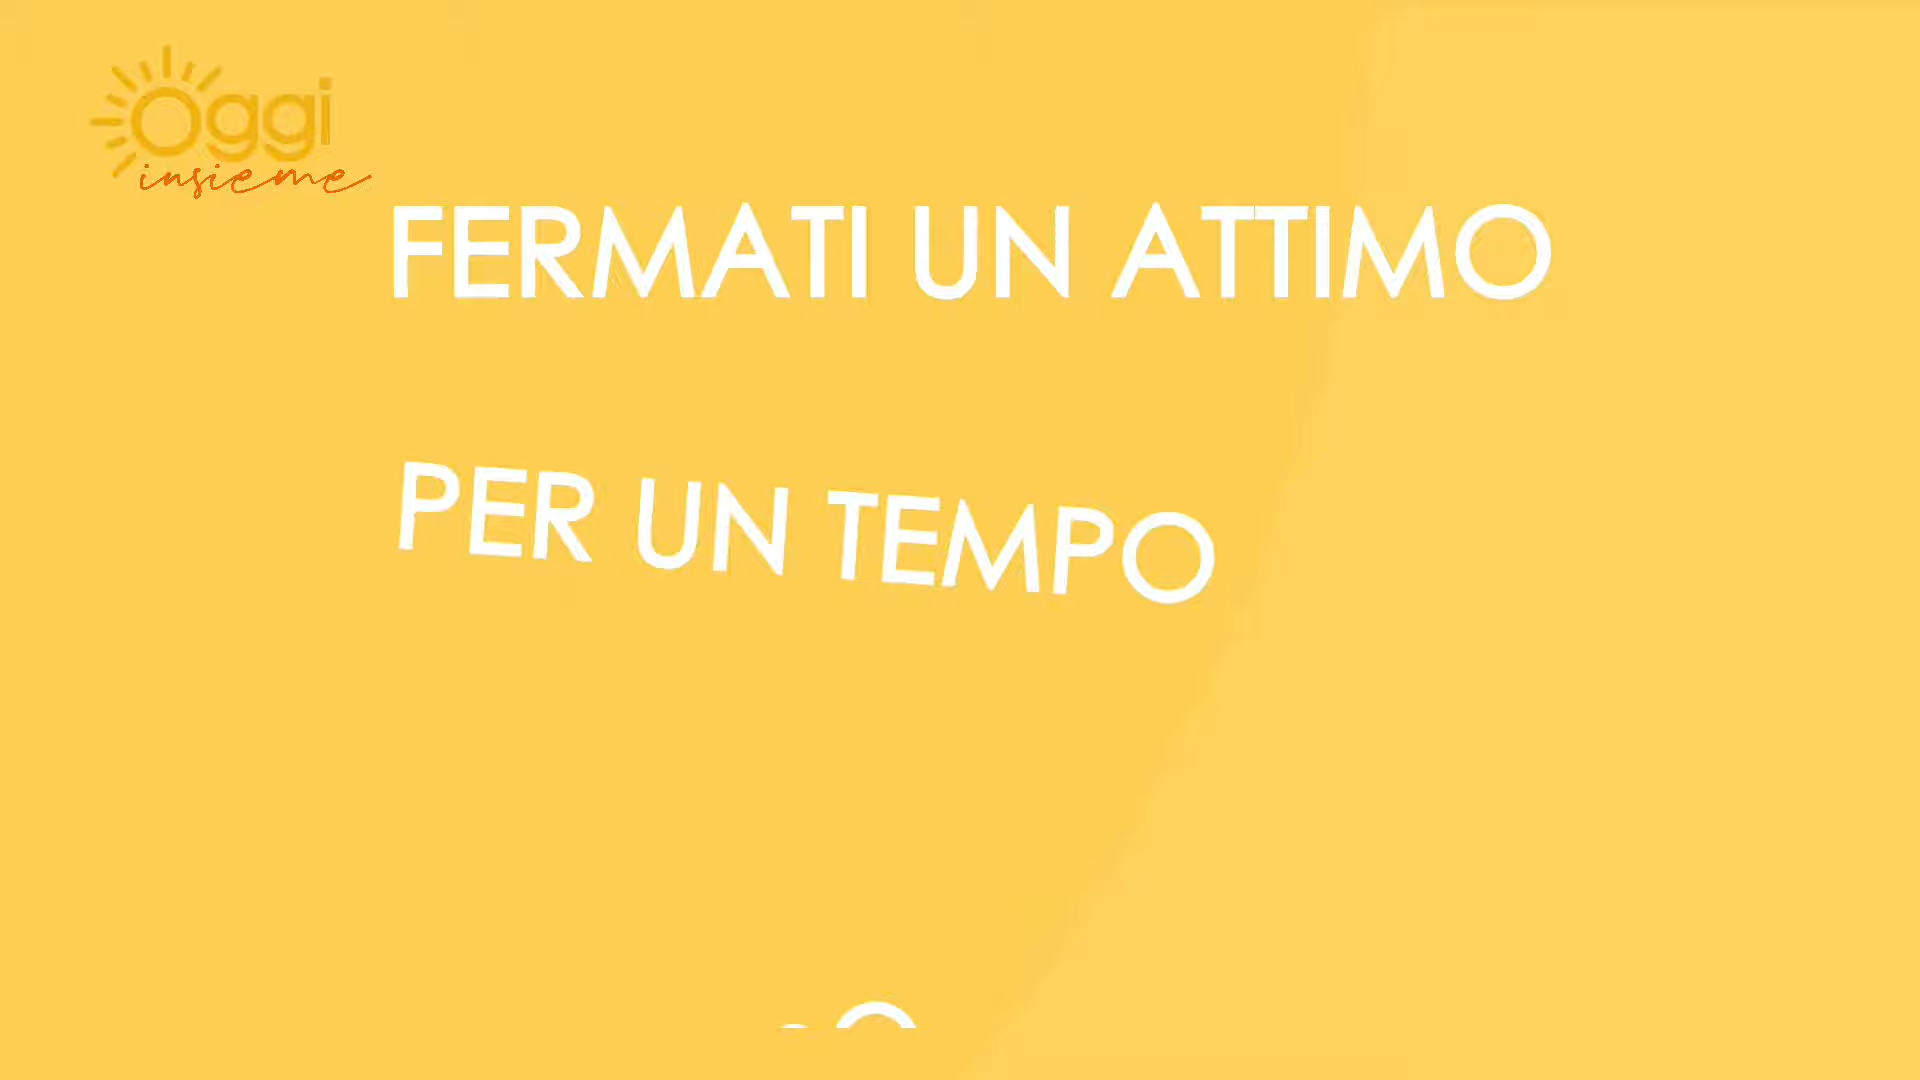 Oggi
insieme
FERMATI UN ATTIMO
PER UN TEMPO